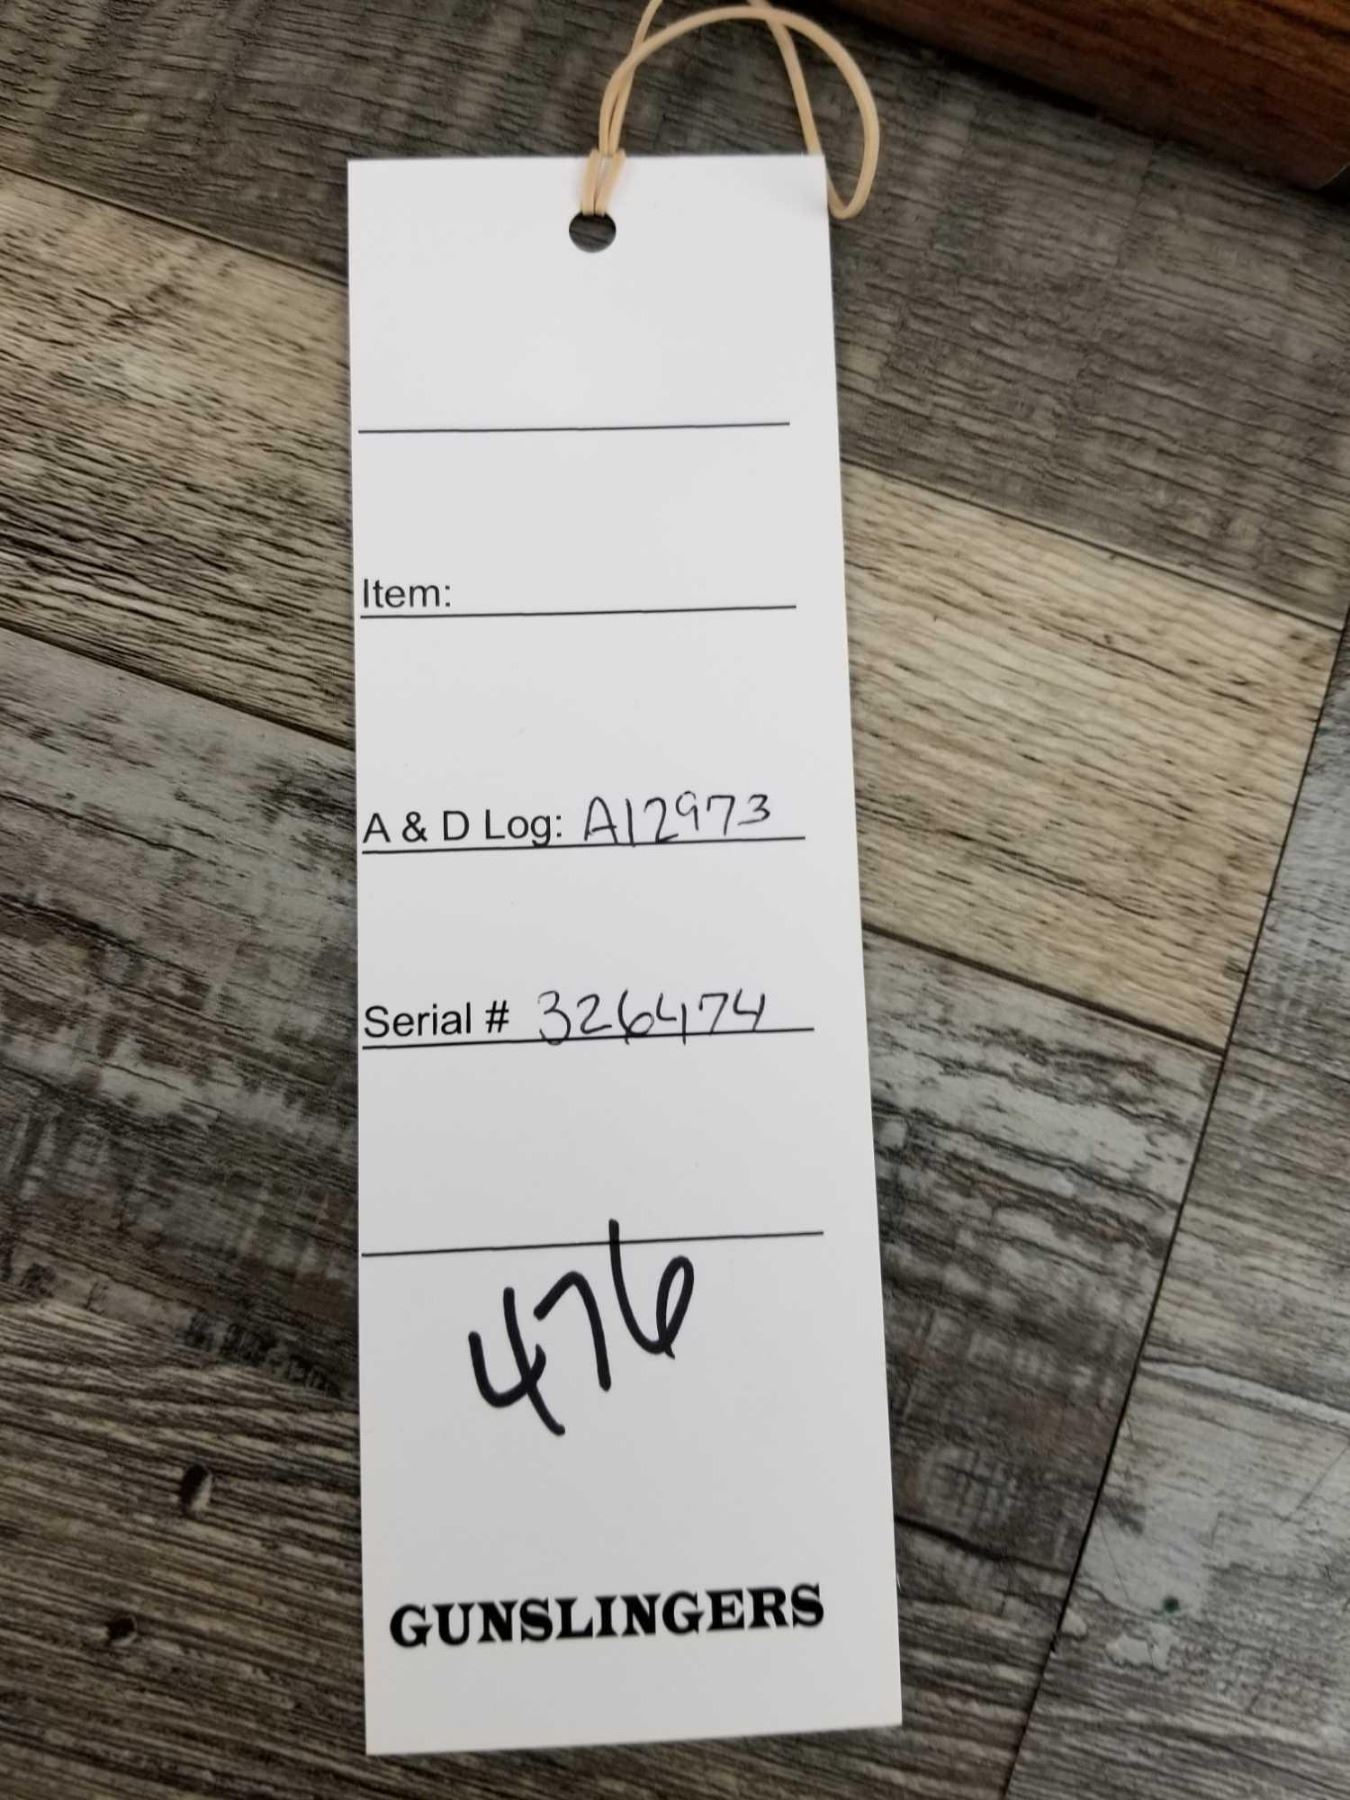 Item:
A & D Log: A12973
Serial # 326474
476
GUNSLINGERS